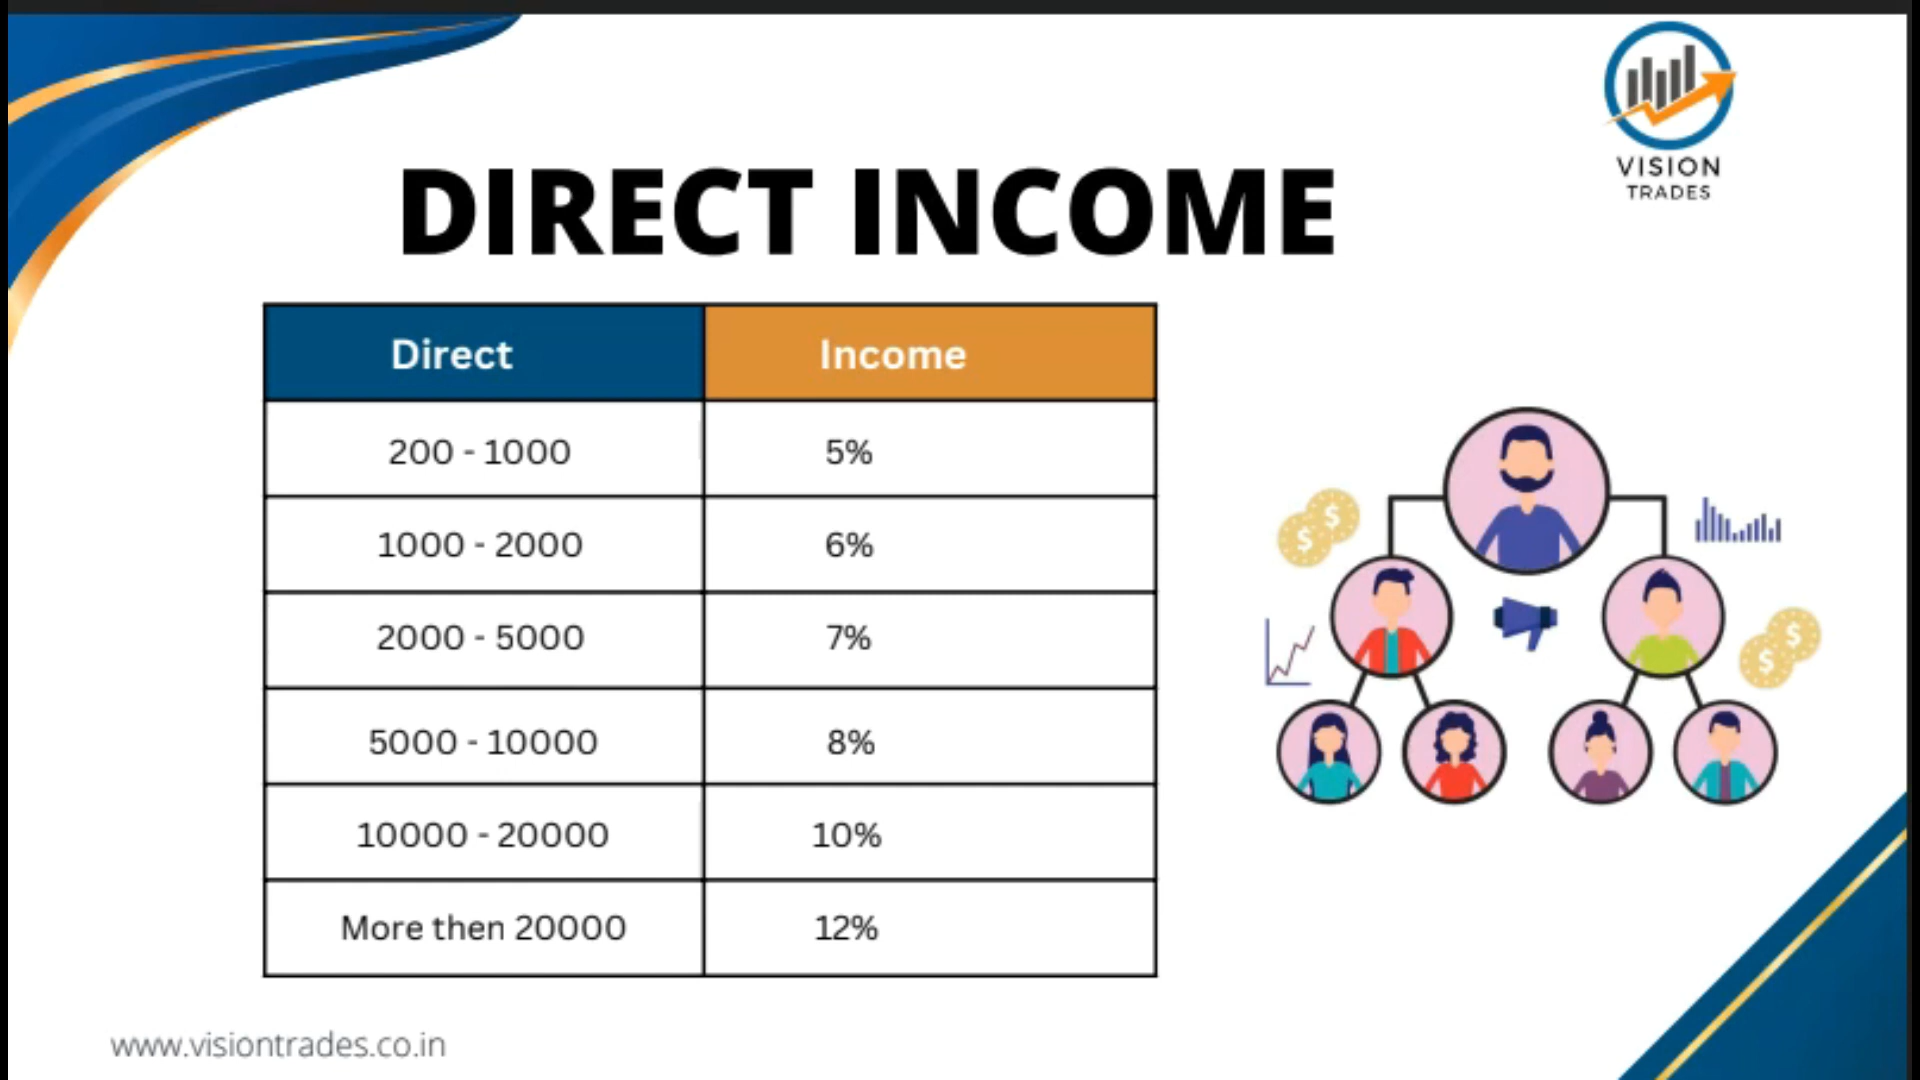 VISION
TRADES
DIRECT INCOME
Direct Income
200 - 1000 5%
1000 - 2000 6%
2000 - 5000 7%
5000 - 10000 8%
10000 - 20000 10%
More then 20000 12%
$ $
$ $
www.visiontrades.co.in